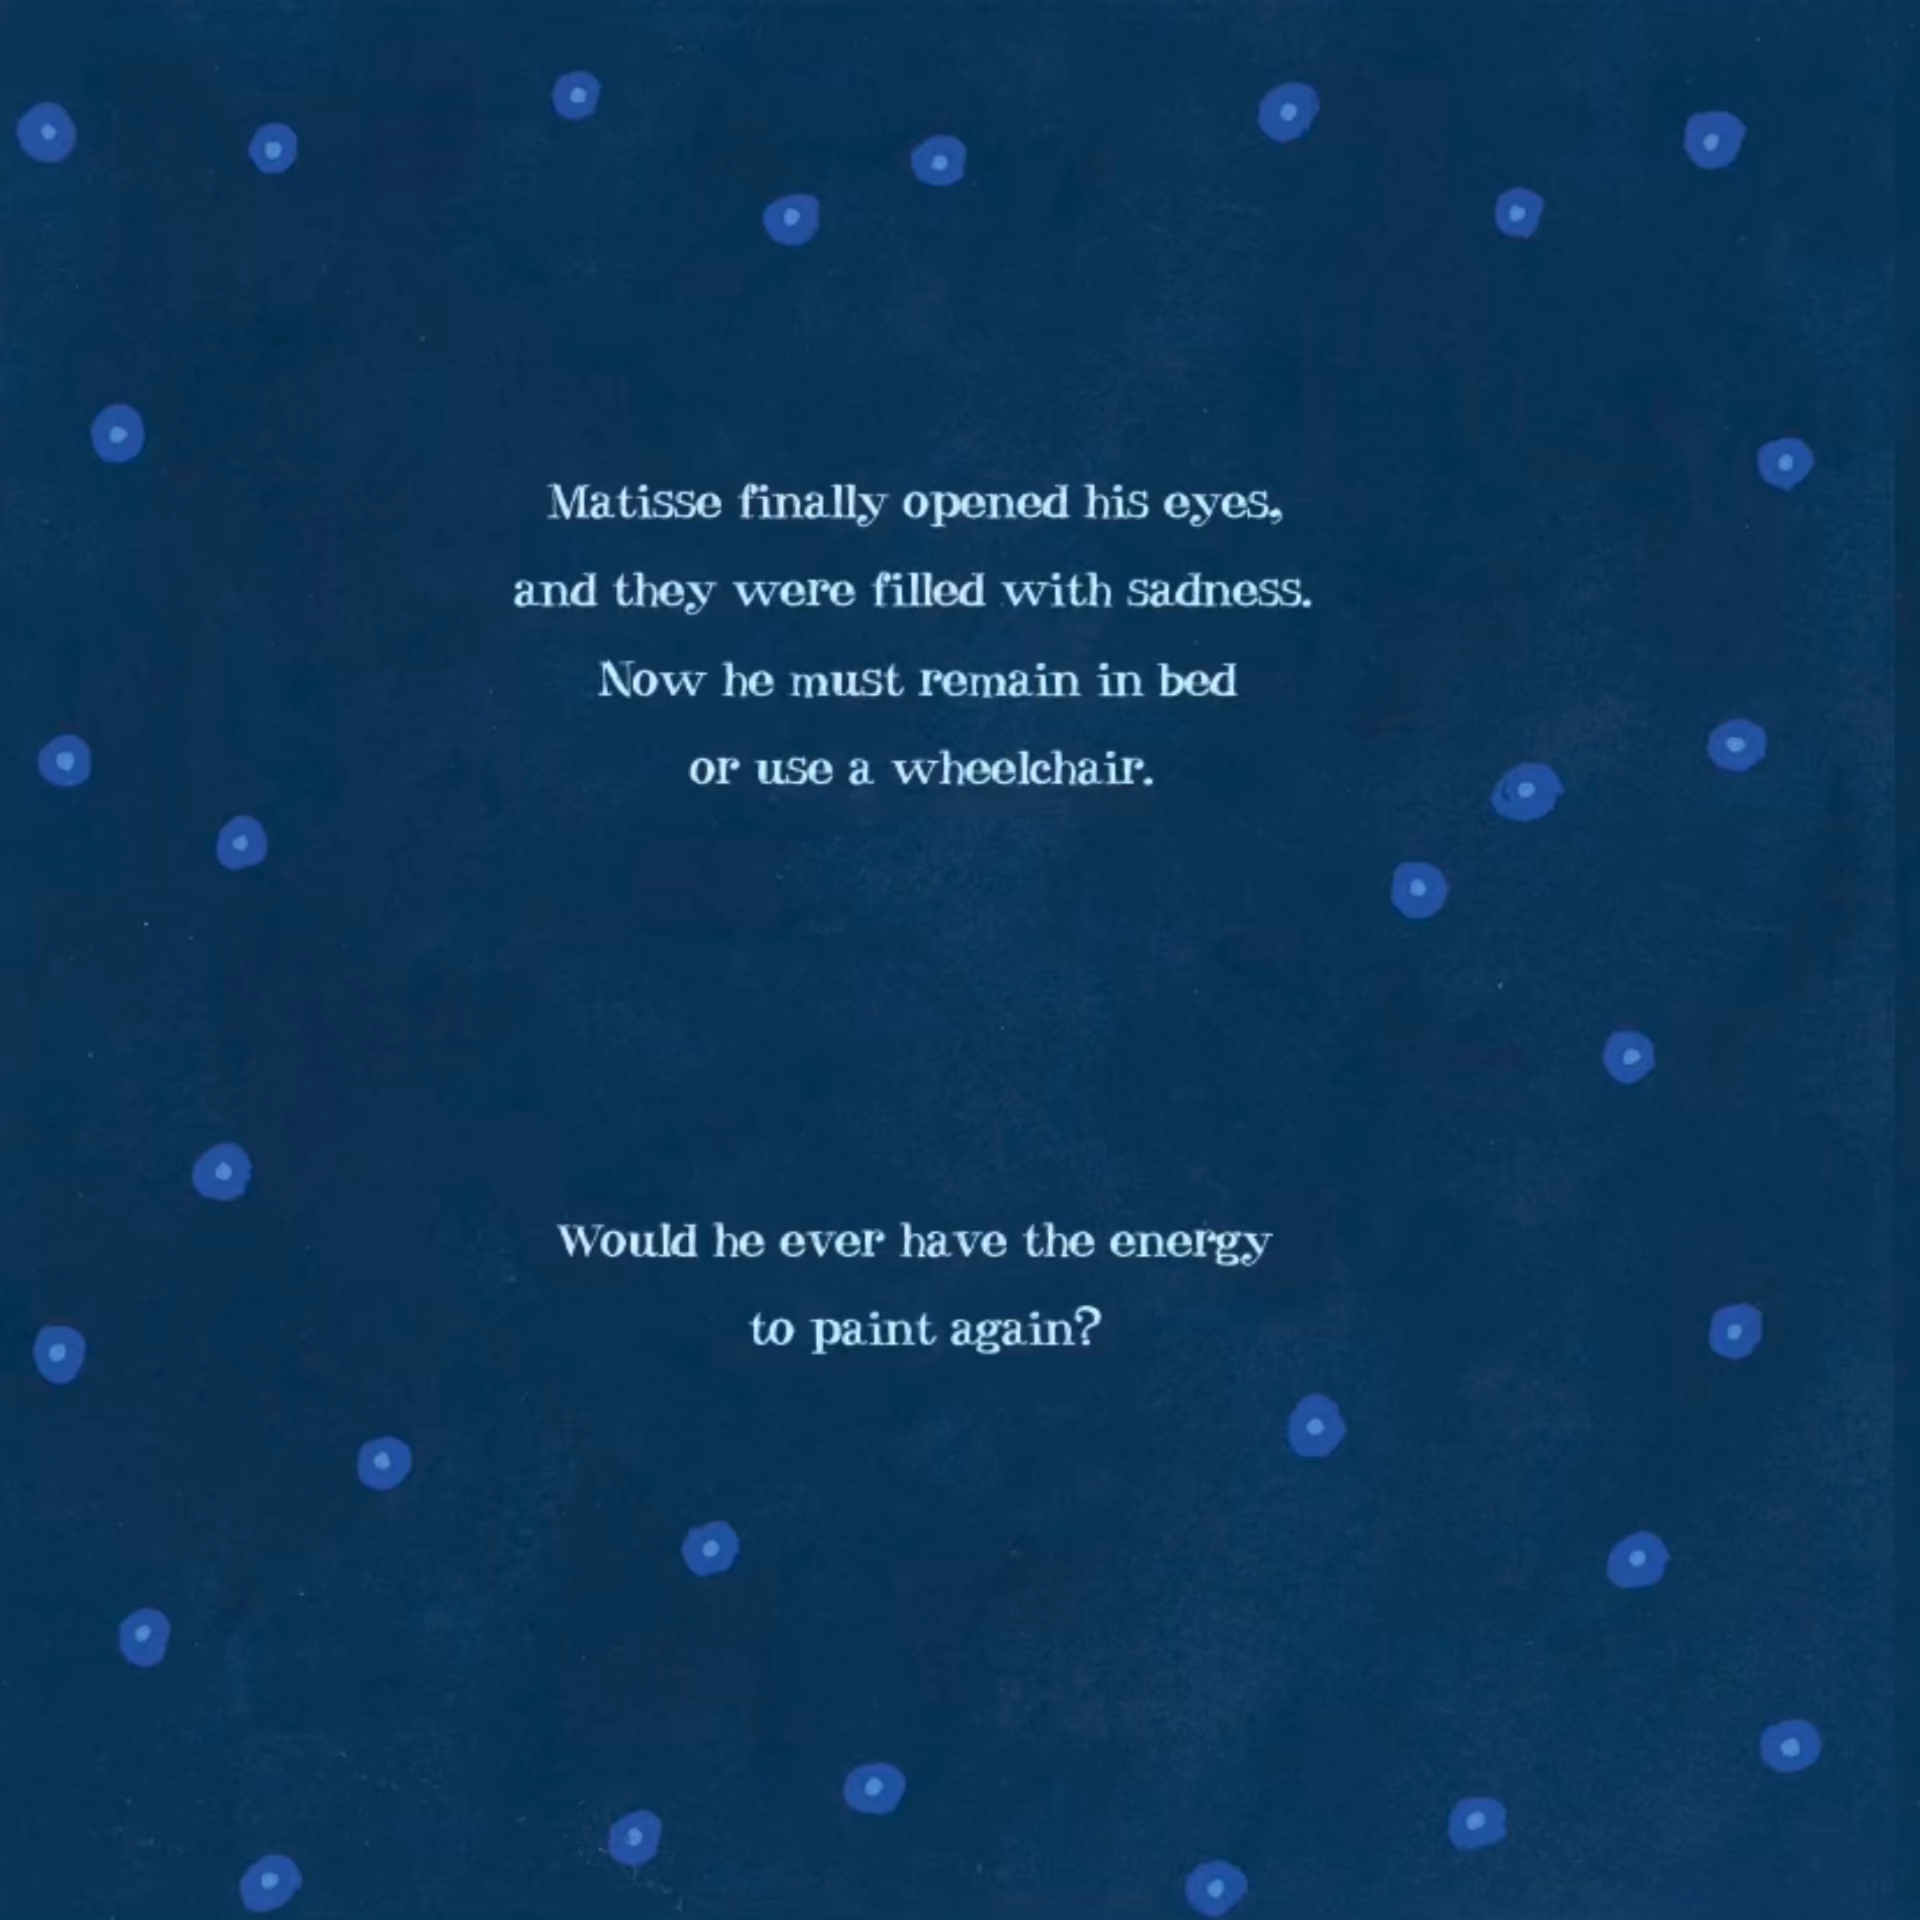 Matisse finally opened his eyes,
and they were filled with sadness.
Now he must remain in bed
or use a wheelchair.
Would he ever have the energy
to paint again?